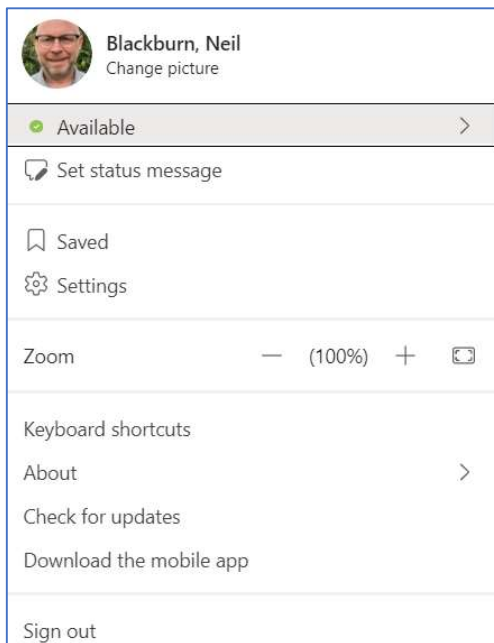 Blackburn, Neil
Change picture
Available
Set status message
Saved
Settings
Zoom — (100%) +
Keyboard shortcuts
About
Check for updates
Download the mobile app
Sign out